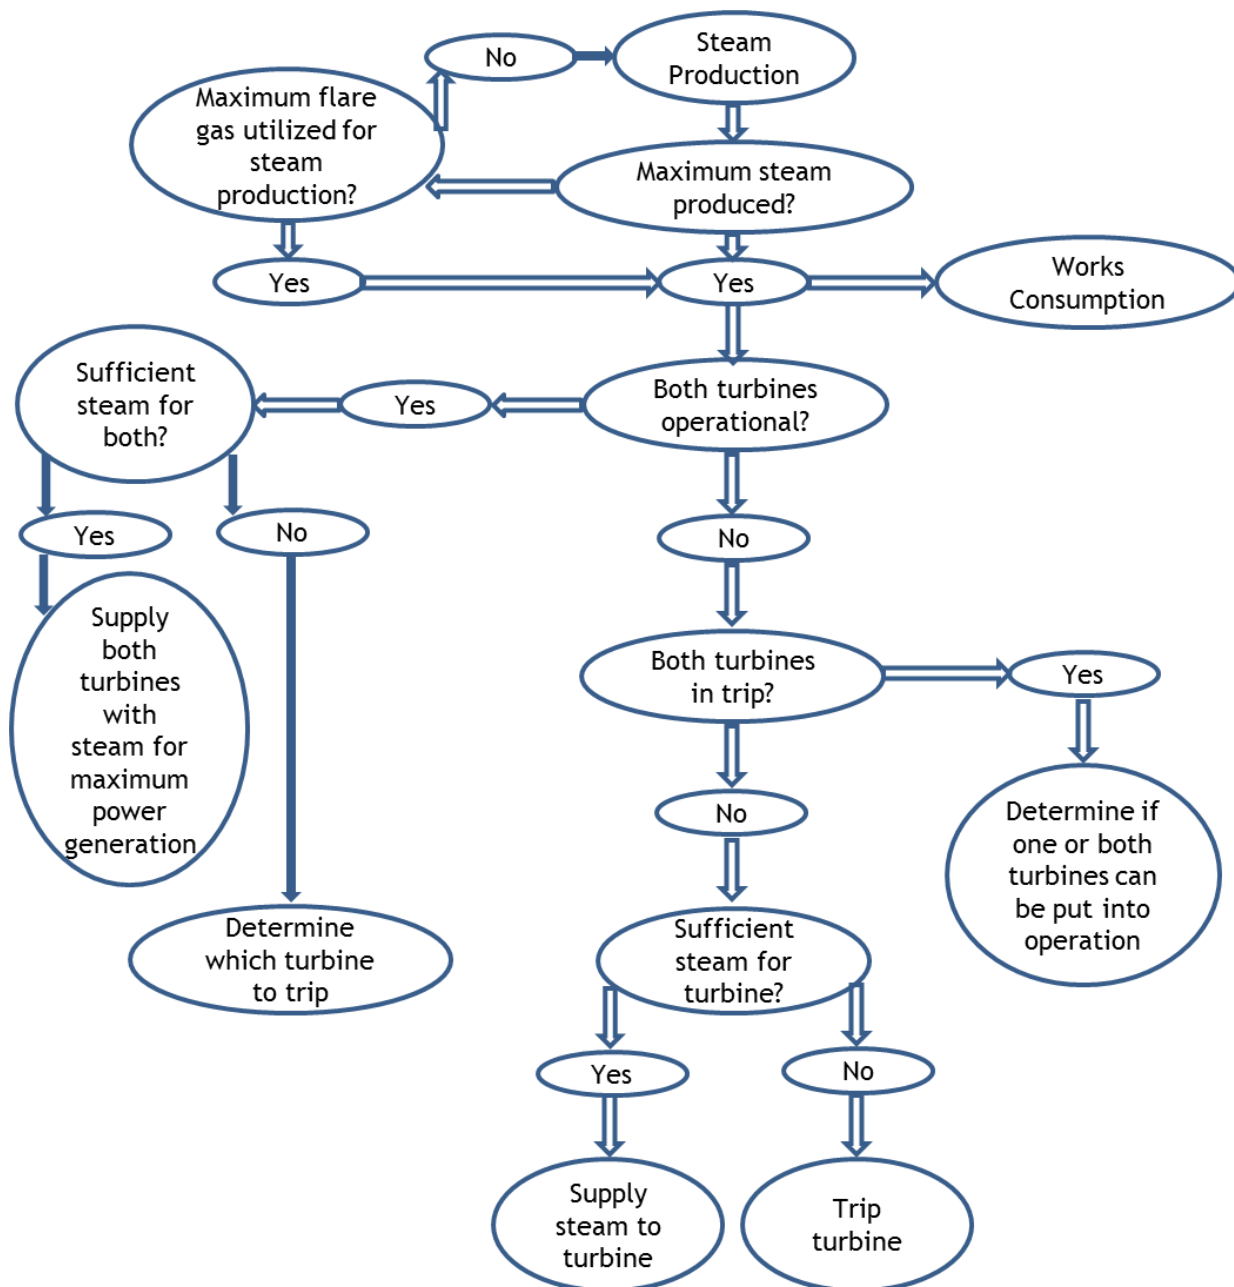 No
Steam
Production
Maximum flare
gas utilized for
steam
production?
Maximum steam
produced?
Yes
Yes
Works
Consumption
Sufficient
steam for
both?
Yes
Both turbines
operational?
Yes
No
No
Supply
both
turbines
with
steam for
maximum
power
generation
Both turbines
in trip?
Yes
No
Determine if
one or both
turbines can
be put into
operation
Determine
which turbine
to trip
Sufficient
steam for
turbine?
Yes
No
Supply
steam to
turbine
Trip
turbine